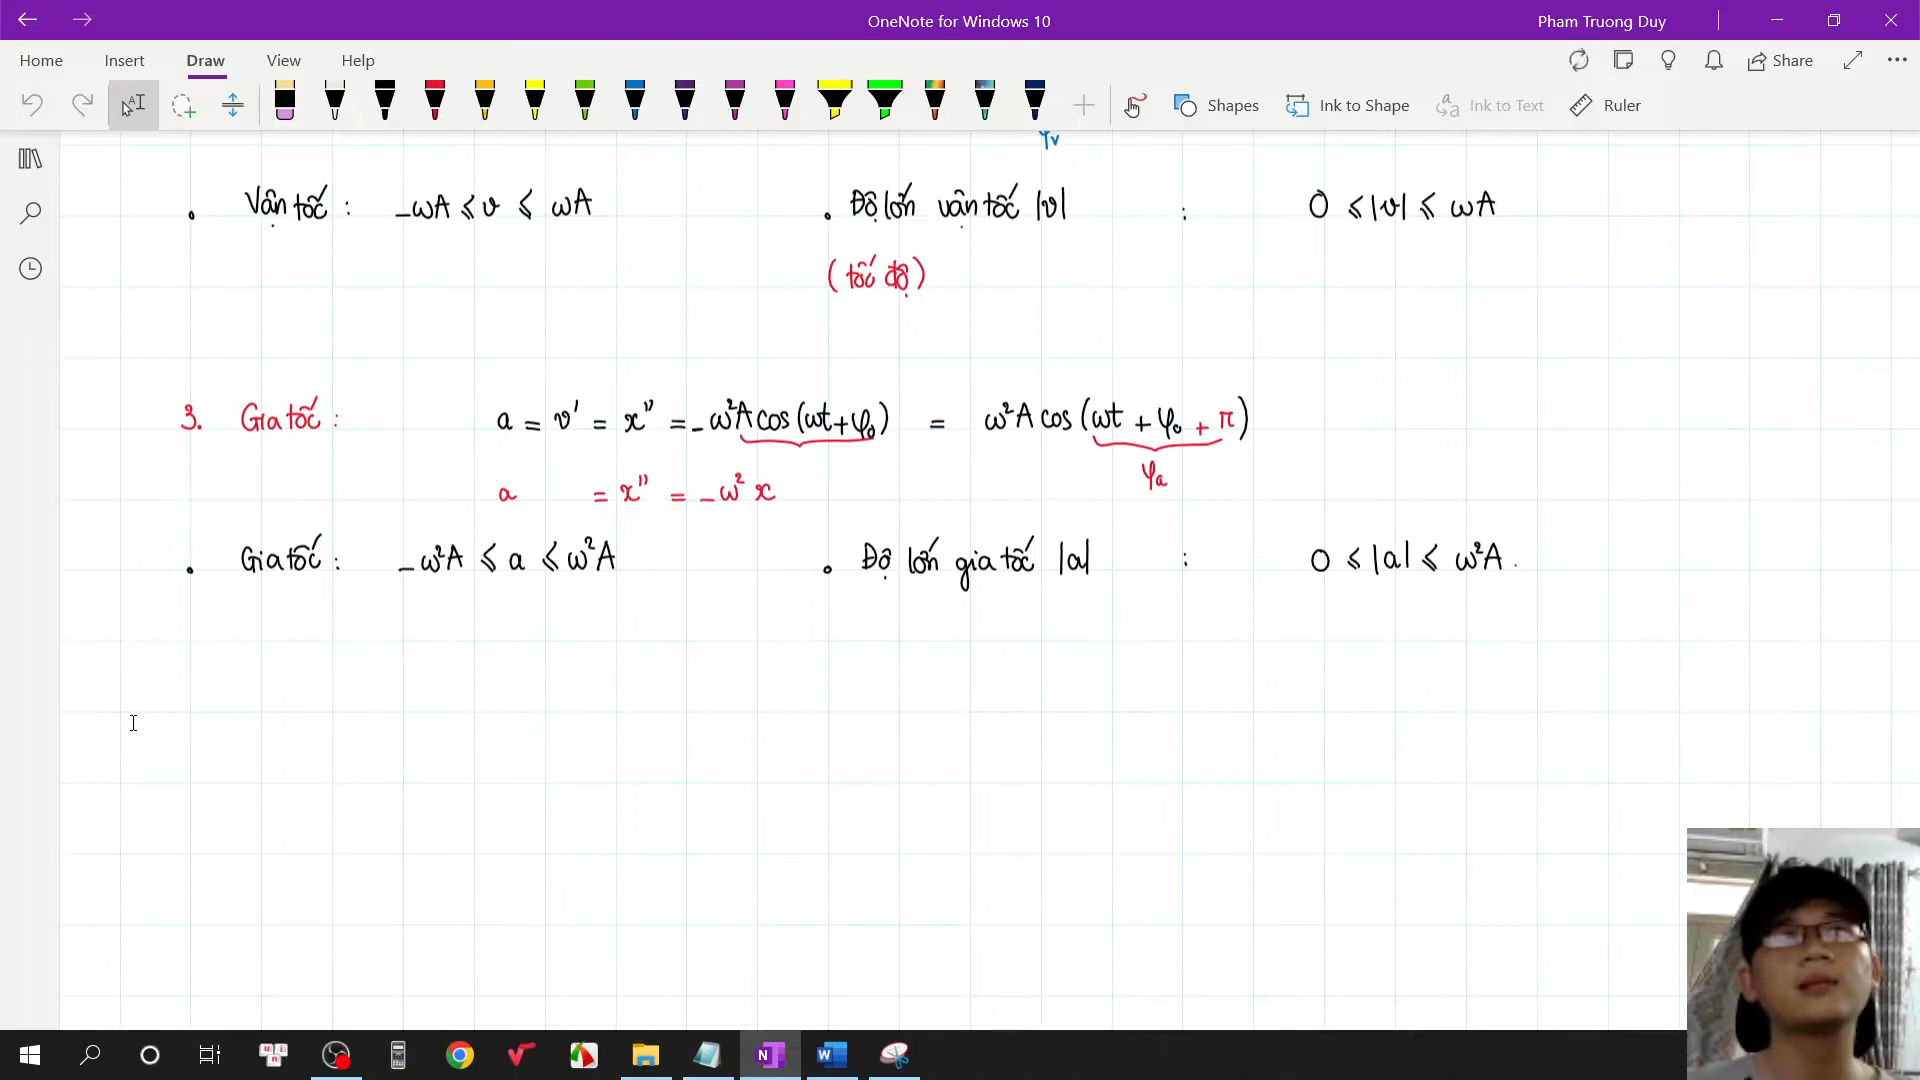 OneNote for Windows 10
Pham Truong Duy
Home Insert Draw View Help
Share
Shapes Ink to Shape Ink to Text Ruler
φv
• Vận tốc : -ωA ⩽ v ⩽ ωA • Độ lớn vận tốc |v| : 0 ⩽ |v| ⩽ ωA
(tốc độ)
3. Gia tốc : a = v' = x'' = -ω²A cos (ωt+φ₀) = ω²A cos (ωt + φ₀ + π)
φa
a = x'' = -ω² x
• Gia tốc : -ω²A ⩽ a ⩽ ω²A • Độ lớn gia tốc |a| : 0 ⩽ |a| ⩽ ω²A .